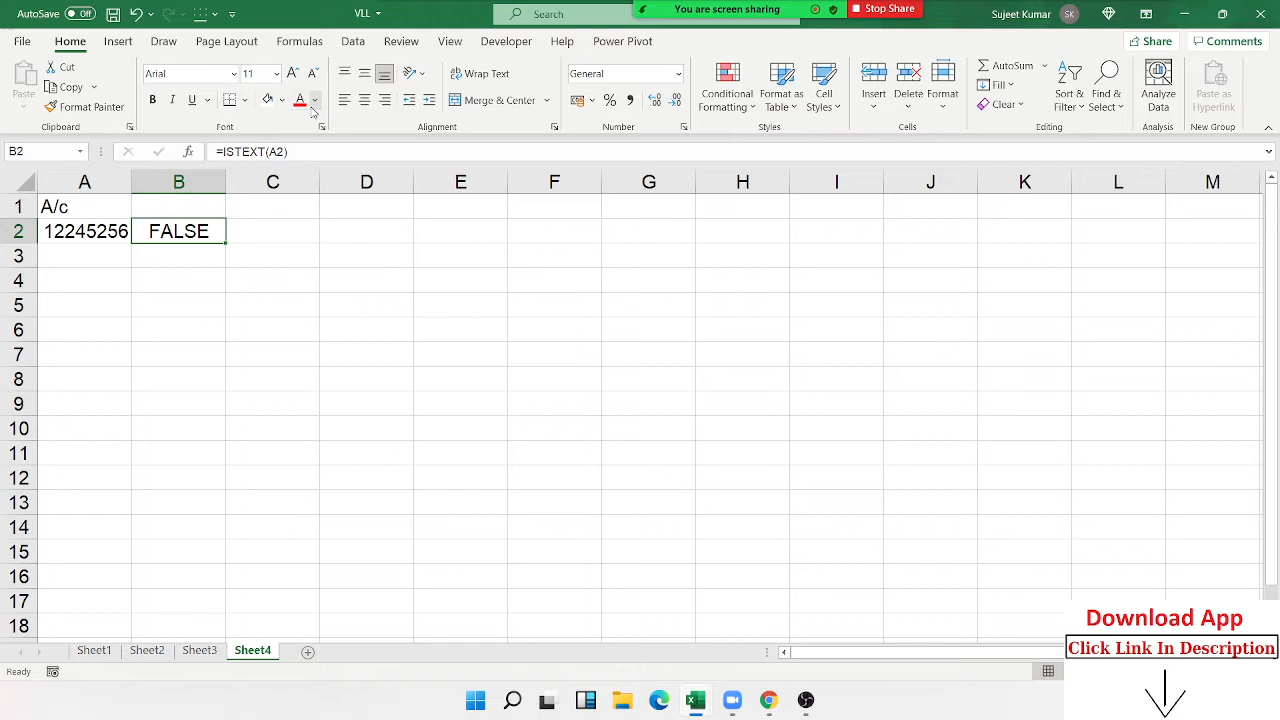 AutoSave Off VLL Search You are screen sharing Stop Share Sujeet Kumar SK
File Home Insert Draw Page Layout Formulas Data Review View Developer Help Power Pivot Share Comments
Paste Cut Copy Format Painter Clipboard
Arial 11 B I U Font
Wrap Text Merge & Center Alignment
General % Number
Conditional Formatting Format as Table Cell Styles Styles
Insert Delete Format Cells
AutoSum Fill Clear Sort & Filter Find & Select Editing
Analyze Data Analysis
Paste as Hyperlink New Group
B2 fx =ISTEXT(A2)
A B C D E F G H I J K L M
1 A/c
2 12245256 FALSE
3
4
5
6
7
8
9
10
11
12
13
14
15
16
17
18
Sheet1 Sheet2 Sheet3 Sheet4
Ready
Download App
Click Link In Description